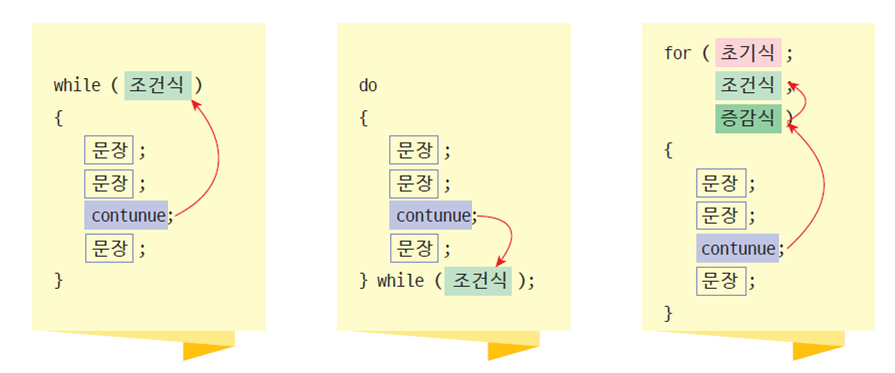 while ( 조건식 )
{
문장 ;
문장 ;
contunue;
문장 ;
}
do
{
문장 ;
문장 ;
contunue;
문장 ;
} while ( 조건식 );
for ( 초기식 ;
조건식 ;
증감식 )
{
문장 ;
문장 ;
contunue;
문장 ;
}